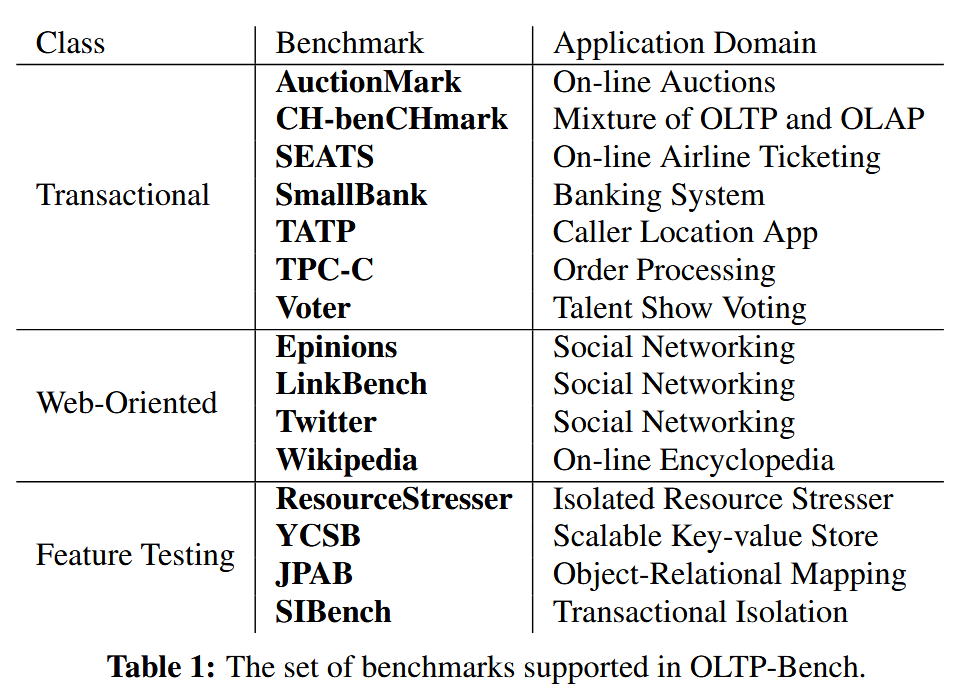 Class Benchmark Application Domain
AuctionMark On-line Auctions
CH-benCHmark Mixture of OLTP and OLAP
SEATS On-line Airline Ticketing
Transactional SmallBank Banking System
TATP Caller Location App
TPC-C Order Processing
Voter Talent Show Voting
Epinions Social Networking
LinkBench Social Networking
Web-Oriented
Twitter Social Networking
Wikipedia On-line Encyclopedia
ResourceStresser Isolated Resource Stresser
YCSB Scalable Key-value Store
Feature Testing
JPAB Object-Relational Mapping
SIBench Transactional Isolation
Table 1: The set of benchmarks supported in OLTP-Bench.